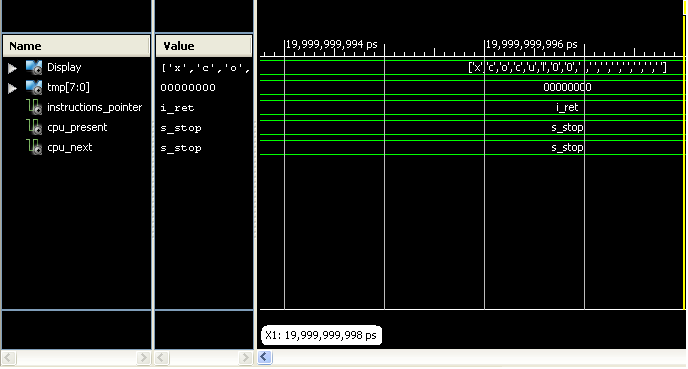 Name Value 19,999,999,994 ps 19,999,999,996 ps
Display ['x','c','o', ['x','c','o','c','u','l','0','0',' ',' ',' ',' ',' ',' ',' ',' ']
tmp[7:0] 00000000 00000000
instructions_pointer i_ret i_ret
cpu_present s_stop s_stop
cpu_next s_stop s_stop
X1: 19,999,999,998 ps